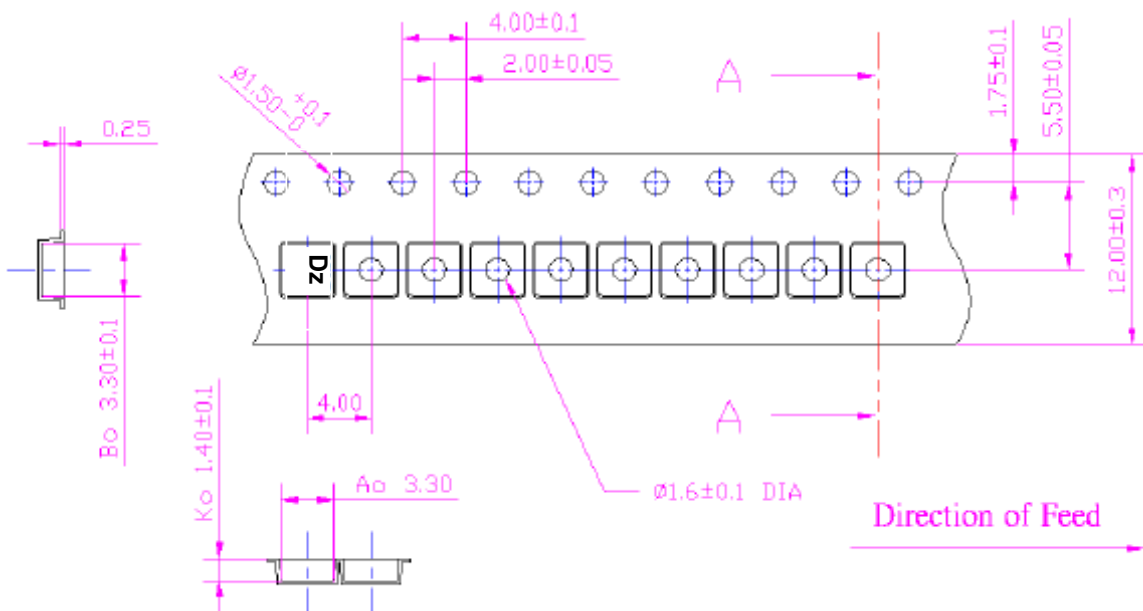 4.00±0.1
2.00±0.05
Ø1.50 +0.1 -0
0.25
A
1.75±0.1
5.50±0.05
12.00±0.3
Dz
Bo 3.30±0.1
4.00
A
Ko 1.40±0.1
Ao 3.30
Ø1.6±0.1 DIA
Direction of Feed